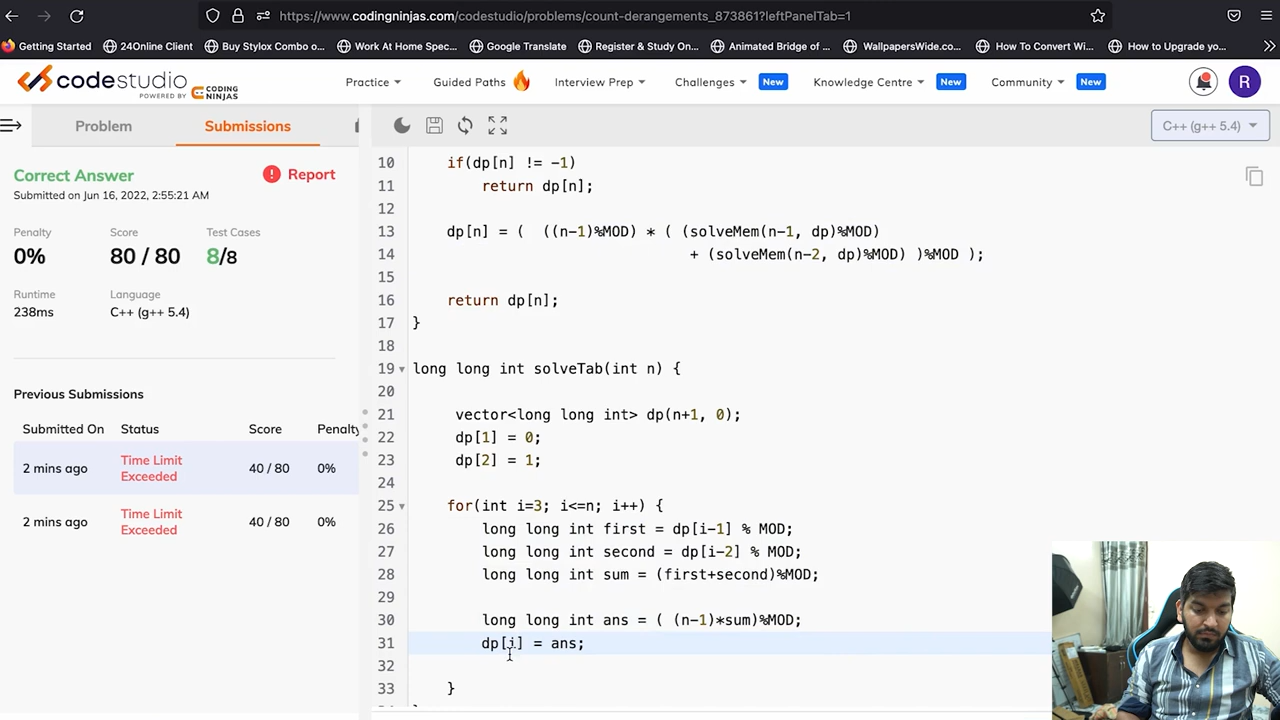 https://www.codingninjas.com/codestudio/problems/count-derangements_873861?leftPanelTab=1
Getting Started 24Online Client Buy Stylox Combo o... Work At Home Spec... Google Translate Register & Study On... Animated Bridge of ... WallpapersWide.co... How To Convert Wi... How to Upgrade yo...
codestudio Practice Guided Paths Interview Prep Challenges New Knowledge Centre New Community New R
POWERED BY CODING NINJAS
Problem Submissions C++ (g++ 5.4)
Correct Answer Report
Submitted on Jun 16, 2022, 2:55:21 AM
Penalty Score Test Cases
0% 80 / 80 8/8
Runtime Language
238ms C++ (g++ 5.4)
Previous Submissions
Submitted On Status Score Penalty
2 mins ago Time Limit Exceeded 40 / 80 0%
2 mins ago Time Limit Exceeded 40 / 80 0%
10 if(dp[n] != -1)
11 return dp[n];
12
13 dp[n] = ( ((n-1)%MOD) * ( (solveMem(n-1, dp)%MOD)
14 + (solveMem(n-2, dp)%MOD) )%MOD );
15
16 return dp[n];
17 }
18
19 long long int solveTab(int n) {
20
21 vector<long long int> dp(n+1, 0);
22 dp[1] = 0;
23 dp[2] = 1;
24
25 for(int i=3; i<=n; i++) {
26 long long int first = dp[i-1] % MOD;
27 long long int second = dp[i-2] % MOD;
28 long long int sum = (first+second)%MOD;
29
30 long long int ans = ( (n-1)*sum)%MOD;
31 dp[i] = ans;
32
33 }